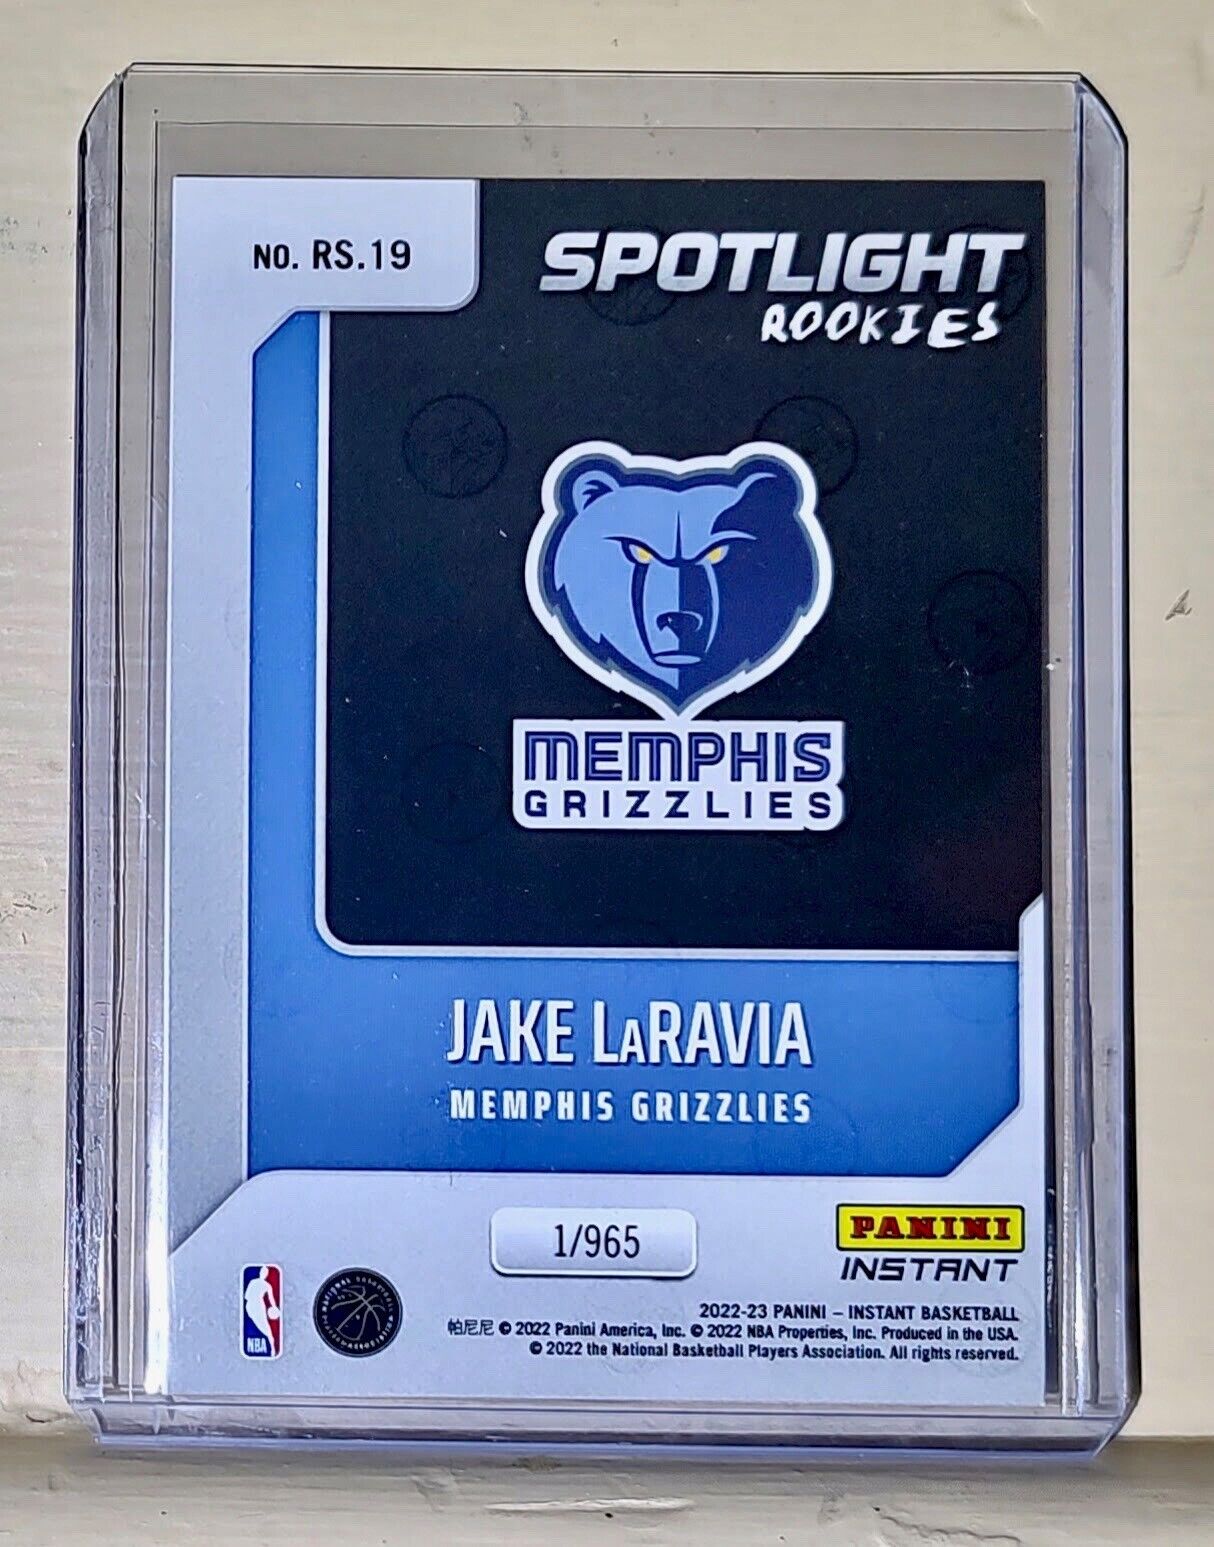 NO. RS.19
SPOTLIGHT
ROOKIES
MEMPHIS
GRIZZLIES
JAKE LaRAVIA
MEMPHIS GRIZZLIES
1/965
PANINI
INSTANT
NBA
2022-23 PANINI – INSTANT BASKETBALL
帕尼尼 © 2022 Panini America, Inc. © 2022 NBA Properties, Inc. Produced in the USA.
© 2022 the National Basketball Players Association. All rights reserved.